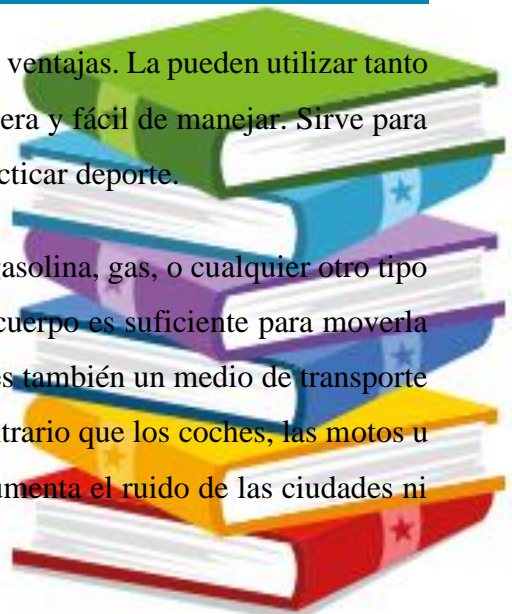 ventajas. La pueden utilizar tanto
era y fácil de manejar. Sirve para
cticar deporte.
gasolina, gas, o cualquier otro tipo
cuerpo es suficiente para moverla
es también un medio de transporte
ntrario que los coches, las motos u
umenta el ruido de las ciudades ni